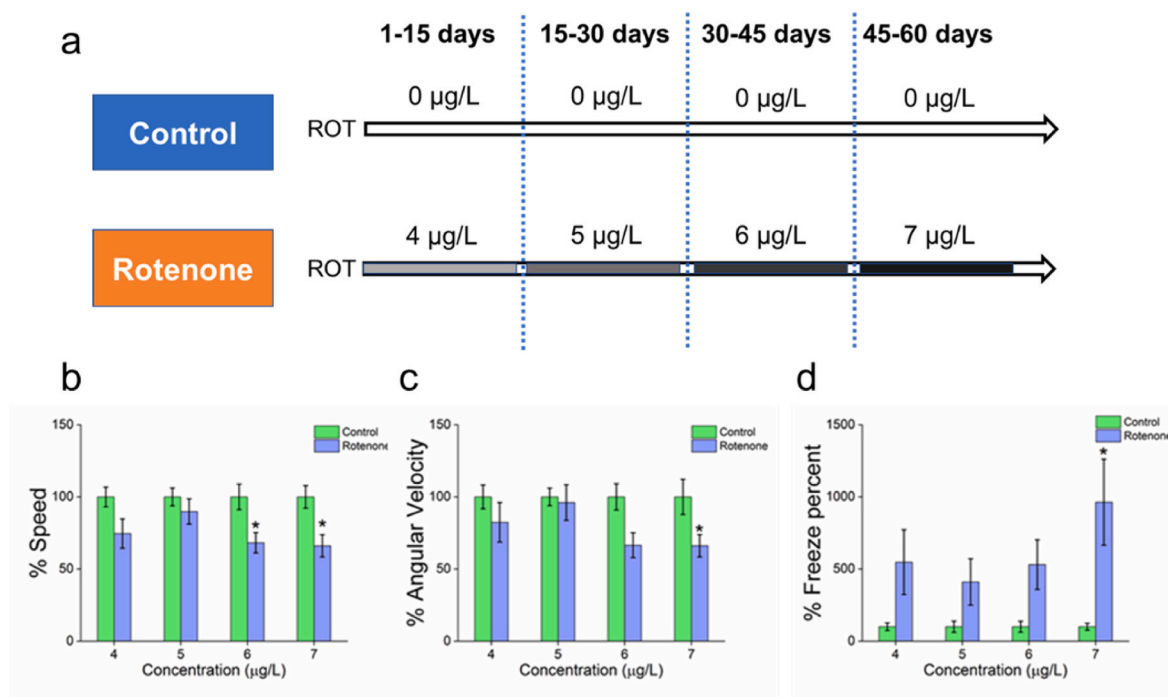 a
1-15 days 15-30 days 30-45 days 45-60 days
Control
ROT
0 µg/L 0 µg/L 0 µg/L 0 µg/L
Rotenone
ROT
4 µg/L 5 µg/L 6 µg/L 7 µg/L
b
150
100
50
0
% Speed
Control
Rotenone
*
*
4 5 6 7
Concentration (µg/L)
c
150
100
50
0
% Angular Velocity
Control
Rotenone
*
4 5 6 7
Concentration (µg/L)
d
1500
1000
500
0
% Freeze percent
Control
Rotenone
*
4 5 6 7
Concentration (µg/L)